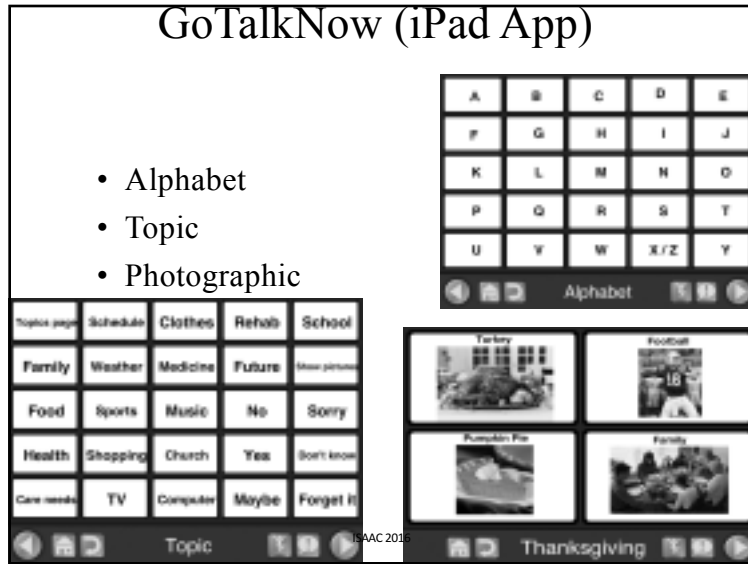 GoTalkNow (iPad App)
• Alphabet
• Topic
• Photographic
A B C D E
F G H I J
K L M N O
P Q R S T
U V W X/Z Y
Alphabet
Topics page Schedule Clothes Rehab School
Family Weather Medicine Future Show pictures
Food Sports Music No Sorry
Health Shopping Church Yes Don't know
Care needs TV Computer Maybe Forget it
Topic
Turkey Football
18
Pumpkin Pie Family
Thanksgiving
ISAAC 2016